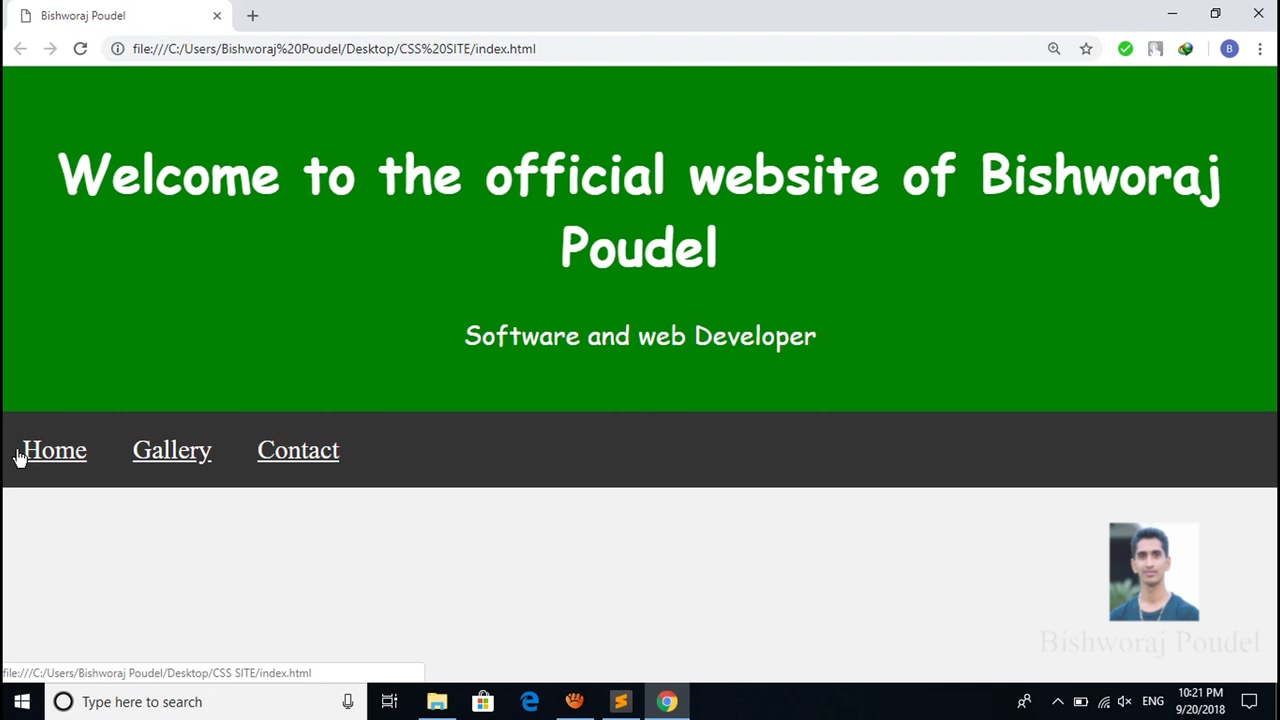 Bishworaj Poudel
file:///C:/Users/Bishworaj%20Poudel/Desktop/CSS%20SITE/index.html
B
Welcome to the official website of Bishworaj
Poudel
Software and web Developer
Home Gallery Contact
Bishworaj Poudel
file:///C:/Users/Bishworaj Poudel/Desktop/CSS SITE/index.html
Type here to search
ENG
10:21 PM
9/20/2018